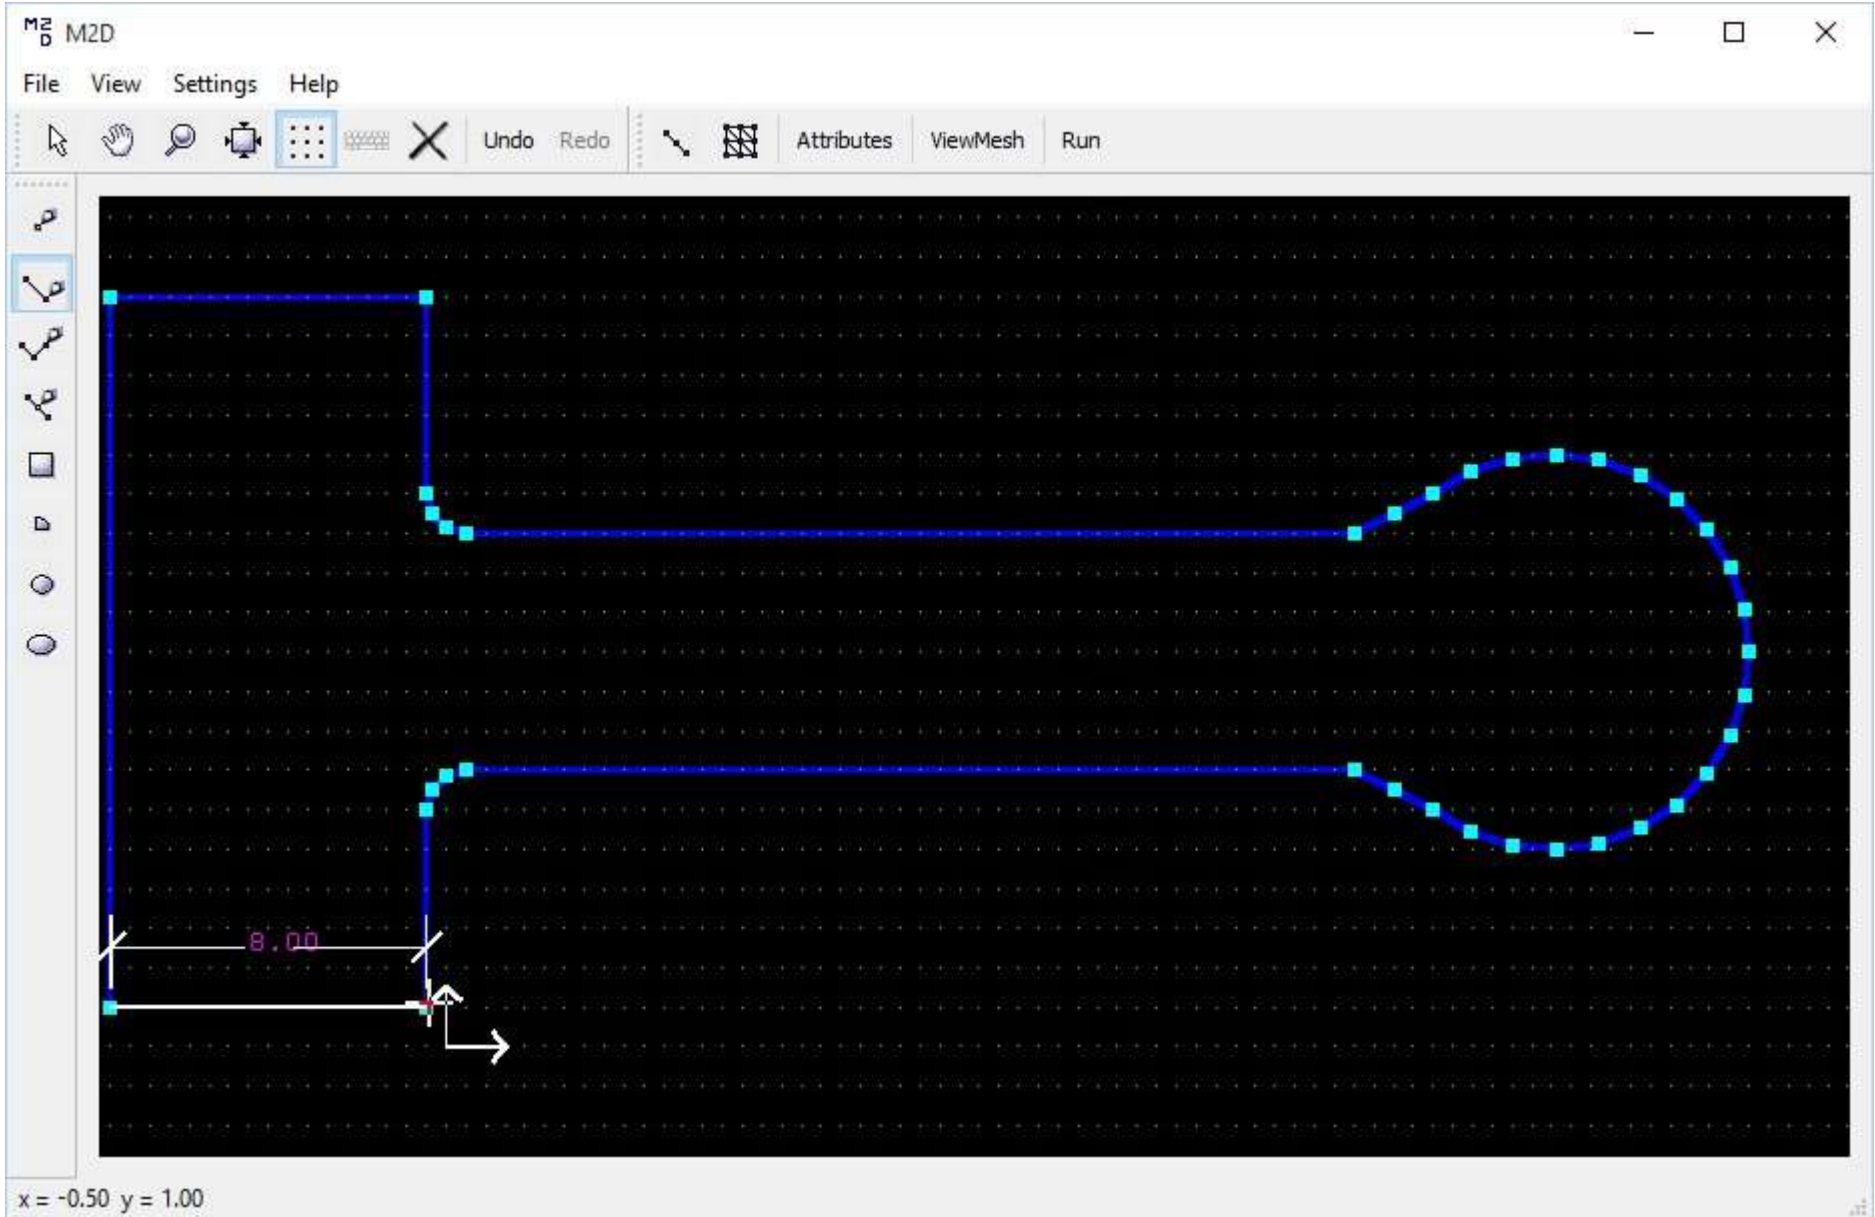 M2D M2D
File View Settings Help
Undo Redo Attributes ViewMesh Run
8.00
x = -0.50 y = 1.00